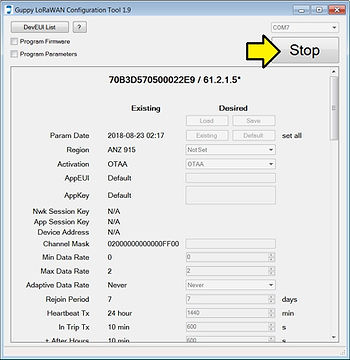 Guppy LoRaWAN Configuration Tool 1.9
DevEUI List ? COM7
Program Firmware
Program Parameters
Stop
70B3D570500022E9 / 61.2.1.5*
Existing Desired
Load Save
Param Date 2018-08-23 02:17 Existing Default set all
Region ANZ 915 Not Set
Activation OTAA OTAA
AppEUI Default
AppKey Default
Nwk Session Key N/A
App Session Key N/A
Device Address N/A
Channel Mask 02000000000000FF00
Min Data Rate 0 0
Max Data Rate 2 2
Adaptive Data Rate Never Never
Rejoin Period 7 7 days
Heartbeat Tx 24 hour 1440 min
In Trip Tx 10 min 600 s
+ After Hours 10 min 600 s